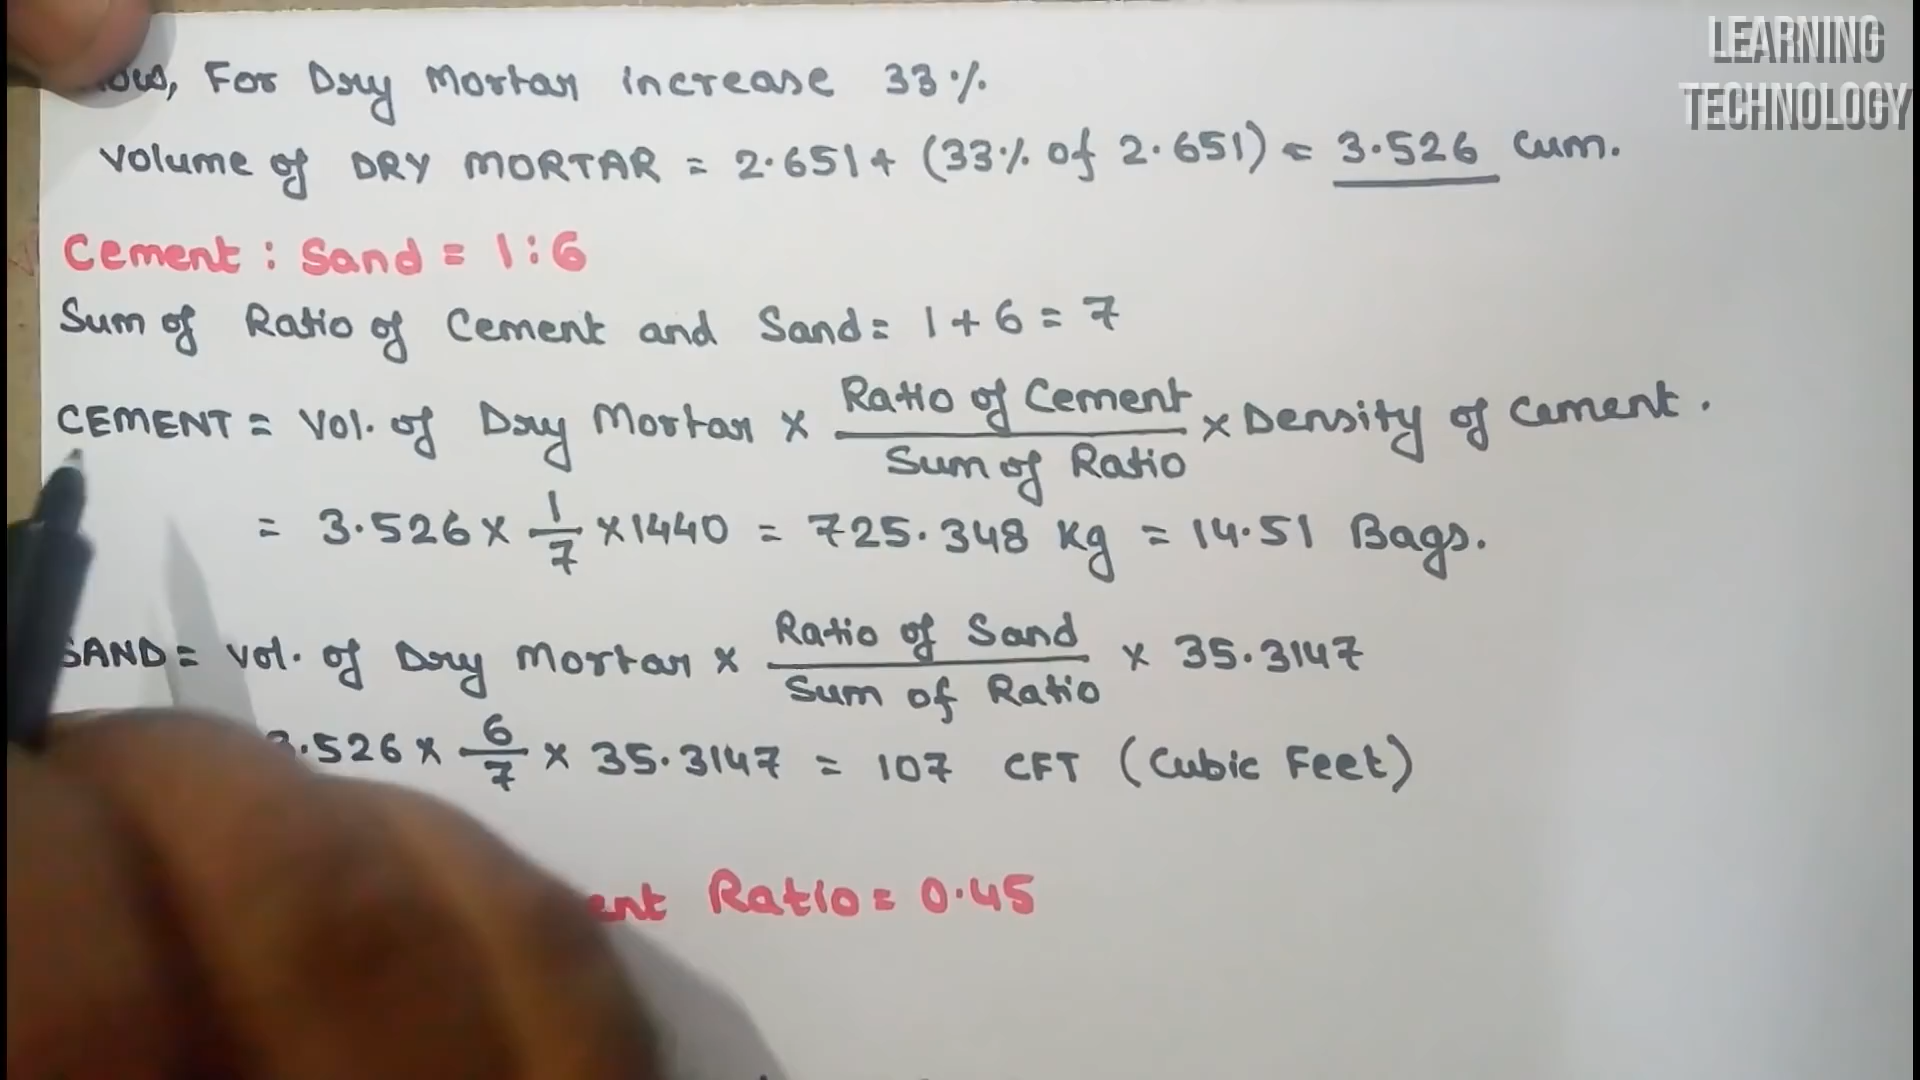 LEARNING
TECHNOLOGY
For Dry Mortar increase 33%
Volume of DRY MORTAR = 2.651 + (33% of 2.651) = 3.526 Cum.
Cement : Sand = 1:6
Sum of Ratio of Cement and Sand = 1 + 6 = 7
CEMENT = Vol. of Dry Mortar × Ratio of Cement / Sum of Ratio × Density of Cement.
= 3.526 × 1/7 × 1440 = 725.348 Kg = 14.51 Bags.
SAND = Vol. of Dry Mortar × Ratio of Sand / Sum of Ratio × 35.3147
3.526 × 6/7 × 35.3147 = 107 CFT (Cubic Feet)
Ratio = 0.45